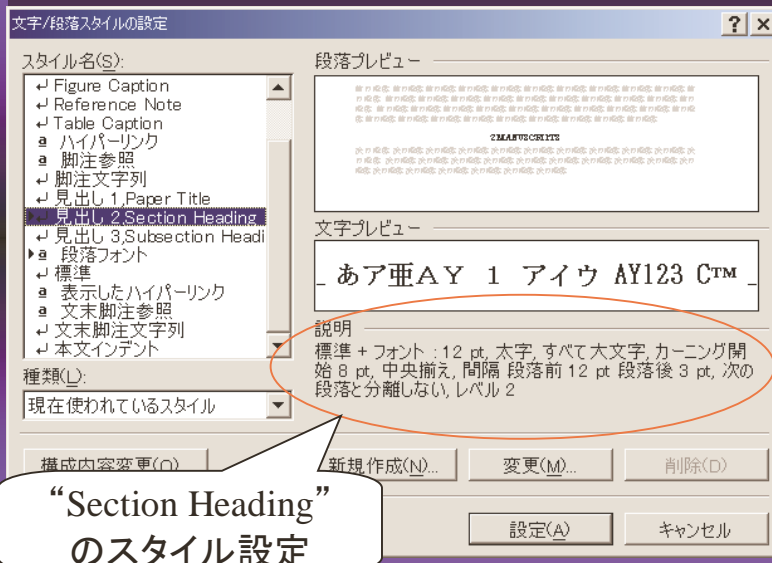 文字/段落スタイルの設定
スタイル名(S):
Figure Caption
Reference Note
Table Caption
a ハイパーリンク
a 脚注参照
脚注文字列
見出し 1,Paper Title
見出し 2,Section Heading
見出し 3,Subsection Headi
a 段落フォント
標準
a 表示したハイパーリンク
a 文末脚注参照
文末脚注文字列
本文インデント
種類(L):
現在使われているスタイル
段落プレビュー
2MANUSCRIPTS
文字プレビュー
あア亜AY 1 アイウ AY123 C™
説明
標準 + フォント : 12 pt, 太字, すべて大文字, カーニング開
始 8 pt, 中央揃え, 間隔 段落前 12 pt 段落後 3 pt, 次の
段落と分離しない, レベル 2
構成内容変更(O)
新規作成(N)...
変更(M)...
削除(D)
設定(A)
キャンセル
“Section Heading”
のスタイル設定